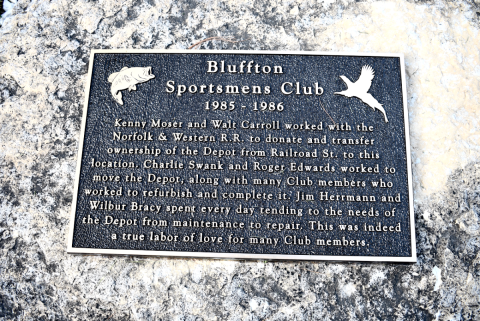 Bluffton
Sportsmens Club
1985 - 1986
Kenny Moser and Walt Carroll worked with the
Norfolk & Western R.R. to donate and transfer
ownership of the Depot from Railroad St. to this
location. Charlie Swank and Roger Edwards worked to
move the Depot, along with many Club members who
worked to refurbish and complete it. Jim Herrmann and
Wilbur Bracy spent every day tending to the needs of
the Depot from maintenance to repair. This was indeed
a true labor of love for many Club members.